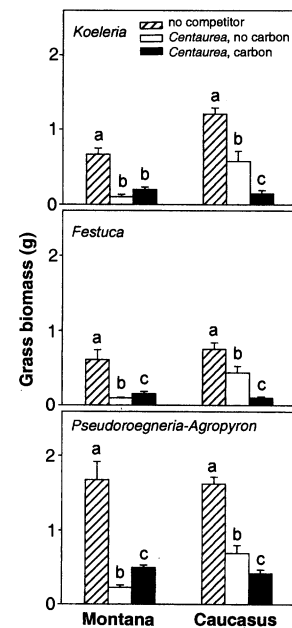 no competitor
Koeleria
Centaurea, no carbon
Centaurea, carbon
2
a
a
1
b
b b
c
0
Festuca
2
1
a
a
b
b c
c
0
Pseudoroegneria-Agropyron
2
a
a
1
b
c
b
c
0
Montana Caucasus
Grass biomass (g)